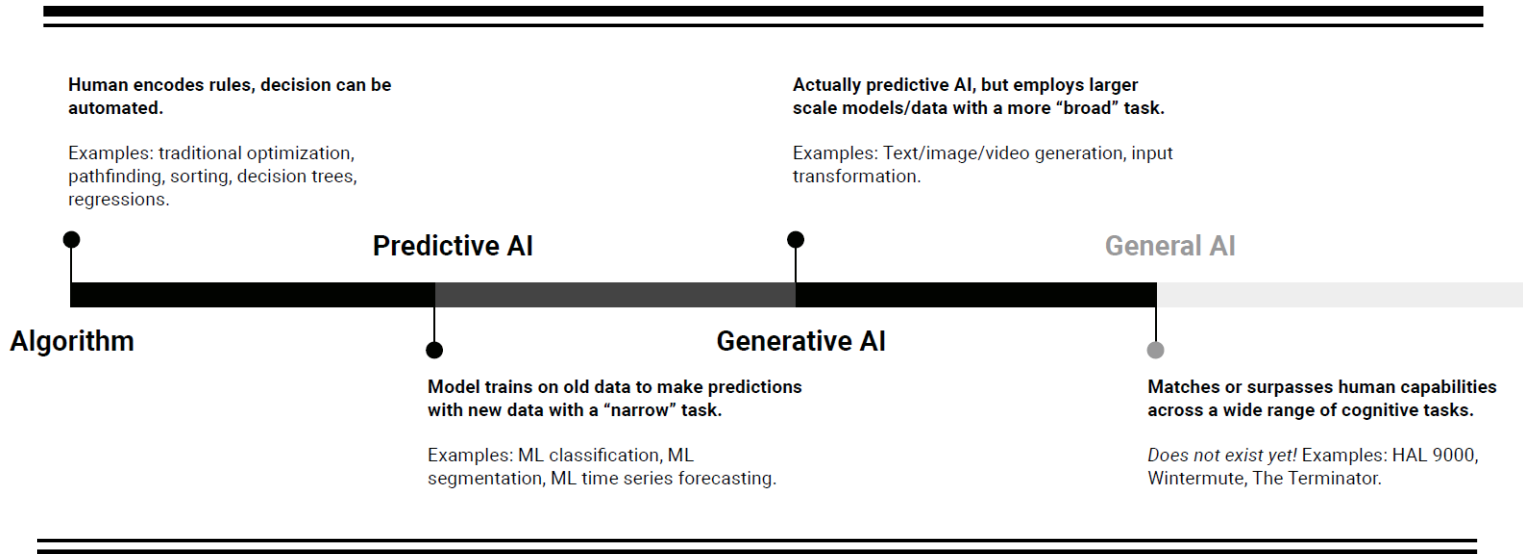 Human encodes rules, decision can be
automated.
Examples: traditional optimization,
pathfinding, sorting, decision trees,
regressions.
Actually predictive AI, but employs larger
scale models/data with a more “broad” task.
Examples: Text/image/video generation, input
transformation.
Predictive AI
General AI
Algorithm
Generative AI
Model trains on old data to make predictions
with new data with a “narrow” task.
Examples: ML classification, ML
segmentation, ML time series forecasting.
Matches or surpasses human capabilities
across a wide range of cognitive tasks.
Does not exist yet! Examples: HAL 9000,
Wintermute, The Terminator.